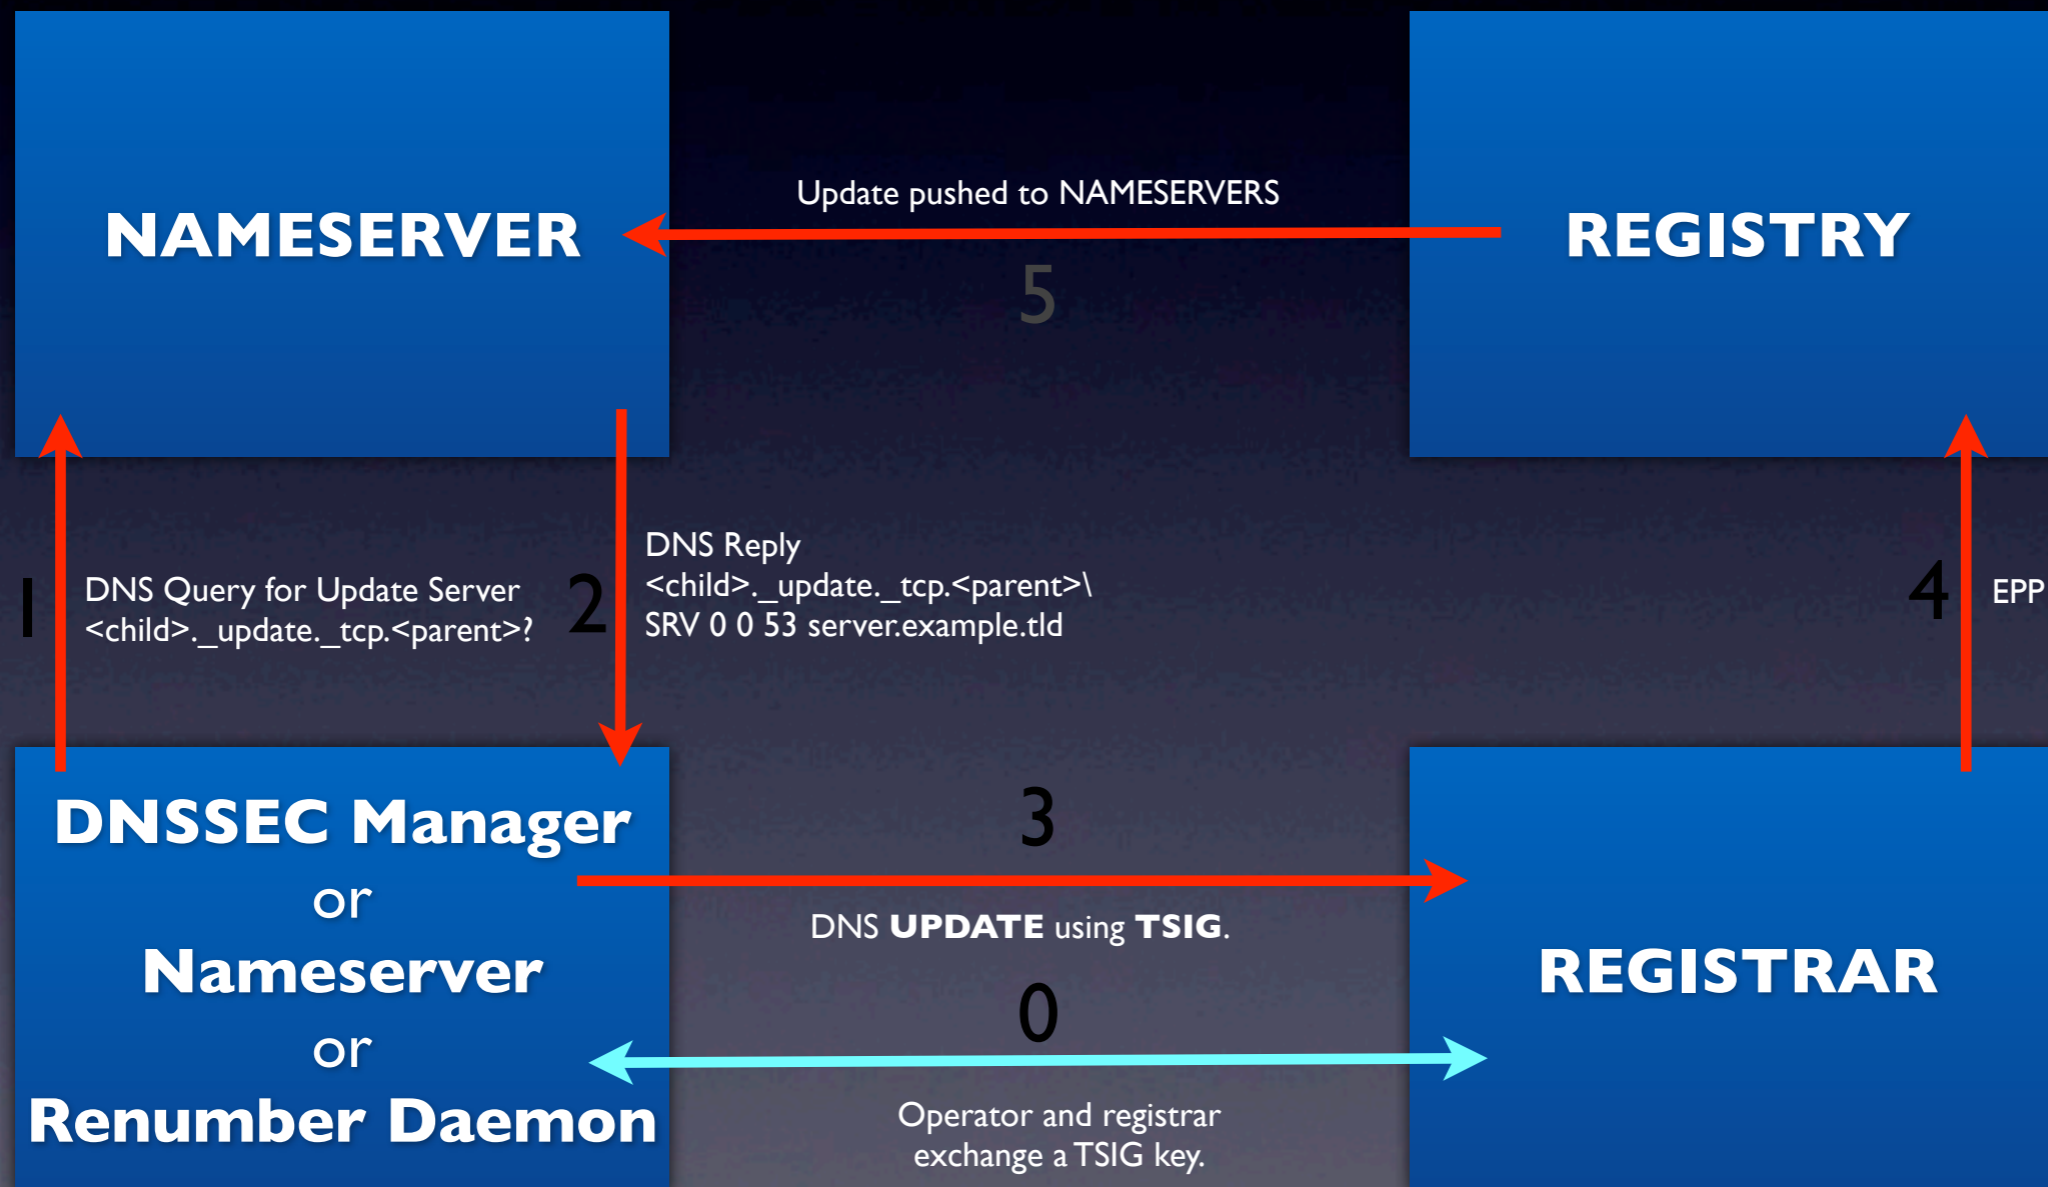 NAMESERVER
Update pushed to NAMESERVERS
5
REGISTRY
1
DNS Query for Update Server
<child>._update._tcp.<parent>?
2
DNS Reply
<child>._update._tcp.<parent>\
SRV 0 0 53 server.example.tld
4
EPP
DNSSEC Manager
or
Nameserver
or
Renumber Daemon
3
DNS UPDATE using TSIG.
0
Operator and registrar
exchange a TSIG key.
REGISTRAR